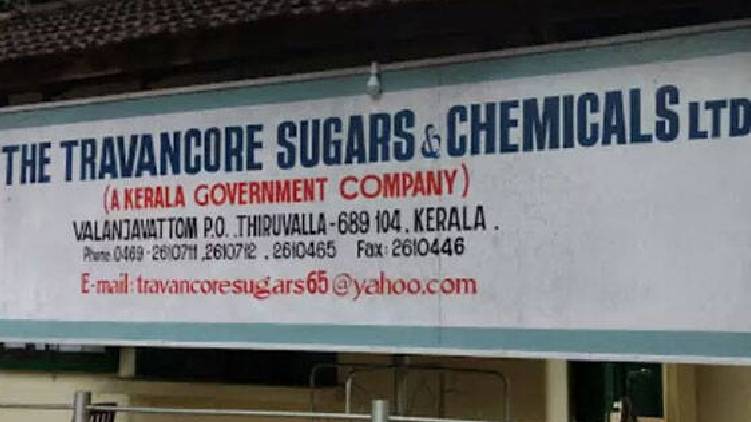 THE TRAVANCORE SUGARS & CHEMICALS LTD
(A KERALA GOVERNMENT COMPANY)
VALANJAVATTOM P.O. .THIRUVALLA-689 104 . KERALA .
Phone 0469-2610711 ,2610712 , 2610465 Fax: 2610446
E-mail: travancoresugars65@yahoo.com